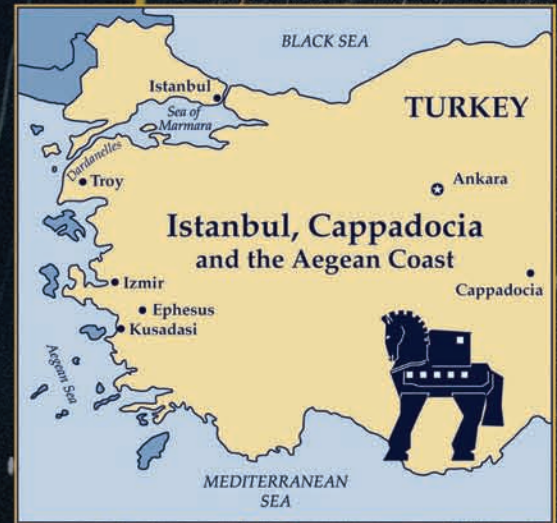 BLACK SEA
Istanbul
Sea of
Marmara
TURKEY
Dardanelles
Troy
Ankara
Istanbul, Cappadocia
and the Aegean Coast
Izmir
Cappadocia
Ephesus
Kusadasi
Aegean Sea
MEDITERRANEAN
SEA